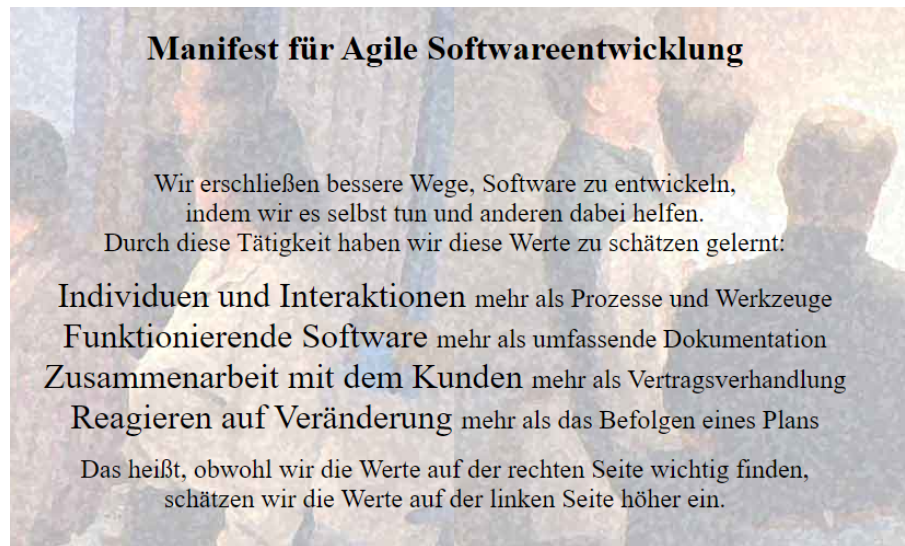 Manifest für Agile Softwareentwicklung
Wir erschließen bessere Wege, Software zu entwickeln,
indem wir es selbst tun und anderen dabei helfen.
Durch diese Tätigkeit haben wir diese Werte zu schätzen gelernt:
Individuen und Interaktionen mehr als Prozesse und Werkzeuge
Funktionierende Software mehr als umfassende Dokumentation
Zusammenarbeit mit dem Kunden mehr als Vertragsverhandlung
Reagieren auf Veränderung mehr als das Befolgen eines Plans
Das heißt, obwohl wir die Werte auf der rechten Seite wichtig finden,
schätzen wir die Werte auf der linken Seite höher ein.